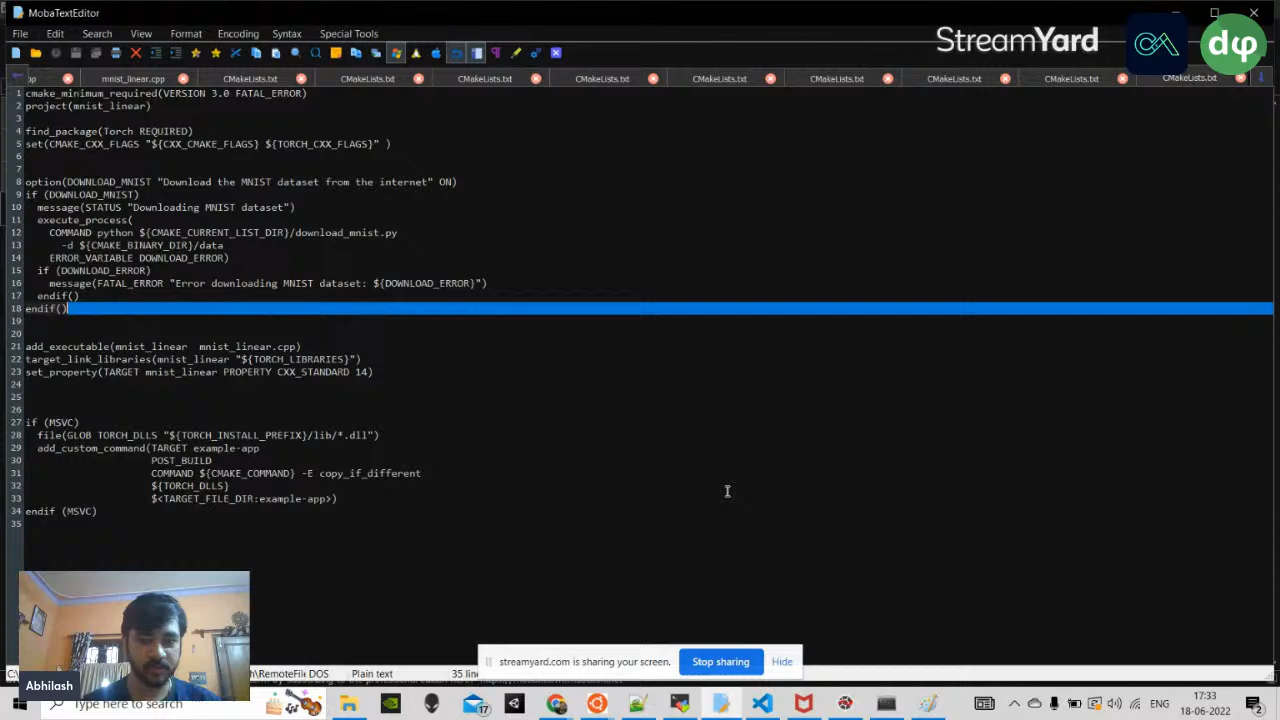 MobaTextEditor
File Edit Search View Format Encoding Syntax Special Tools
StreamYard
dφ
mnist_linear.cpp CMakeLists.txt CMakeLists.txt CMakeLists.txt CMakeLists.txt CMakeLists.txt CMakeLists.txt CMakeLists.txt CMakeLists.txt CMakeLists.txt
1 cmake_minimum_required(VERSION 3.0 FATAL_ERROR)
2 project(mnist_linear)
3
4 find_package(Torch REQUIRED)
5 set(CMAKE_CXX_FLAGS "${CXX_CMAKE_FLAGS} ${TORCH_CXX_FLAGS}" )
6
7
8 option(DOWNLOAD_MNIST "Download the MNIST dataset from the internet" ON)
9 if (DOWNLOAD_MNIST)
10 message(STATUS "Downloading MNIST dataset")
11 execute_process(
12 COMMAND python ${CMAKE_CURRENT_LIST_DIR}/download_mnist.py
13 -d ${CMAKE_BINARY_DIR}/data
14 ERROR_VARIABLE DOWNLOAD_ERROR)
15 if (DOWNLOAD_ERROR)
16 message(FATAL_ERROR "Error downloading MNIST dataset: ${DOWNLOAD_ERROR}")
17 endif()
18 endif()
19
20
21 add_executable(mnist_linear mnist_linear.cpp)
22 target_link_libraries(mnist_linear "${TORCH_LIBRARIES}")
23 set_property(TARGET mnist_linear PROPERTY CXX_STANDARD 14)
24
25
26
27 if (MSVC)
28 file(GLOB TORCH_DLLS "${TORCH_INSTALL_PREFIX}/lib/*.dll")
29 add_custom_command(TARGET example-app
30 POST_BUILD
31 COMMAND ${CMAKE_COMMAND} -E copy_if_different
32 ${TORCH_DLLS}
33 $<TARGET_FILE_DIR:example-app>)
34 endif (MSVC)
35
streamyard.com is sharing your screen. Stop sharing Hide
DOS Plain text
Abhilash
Type here to search
17
ENG
17:33
18-06-2022
2